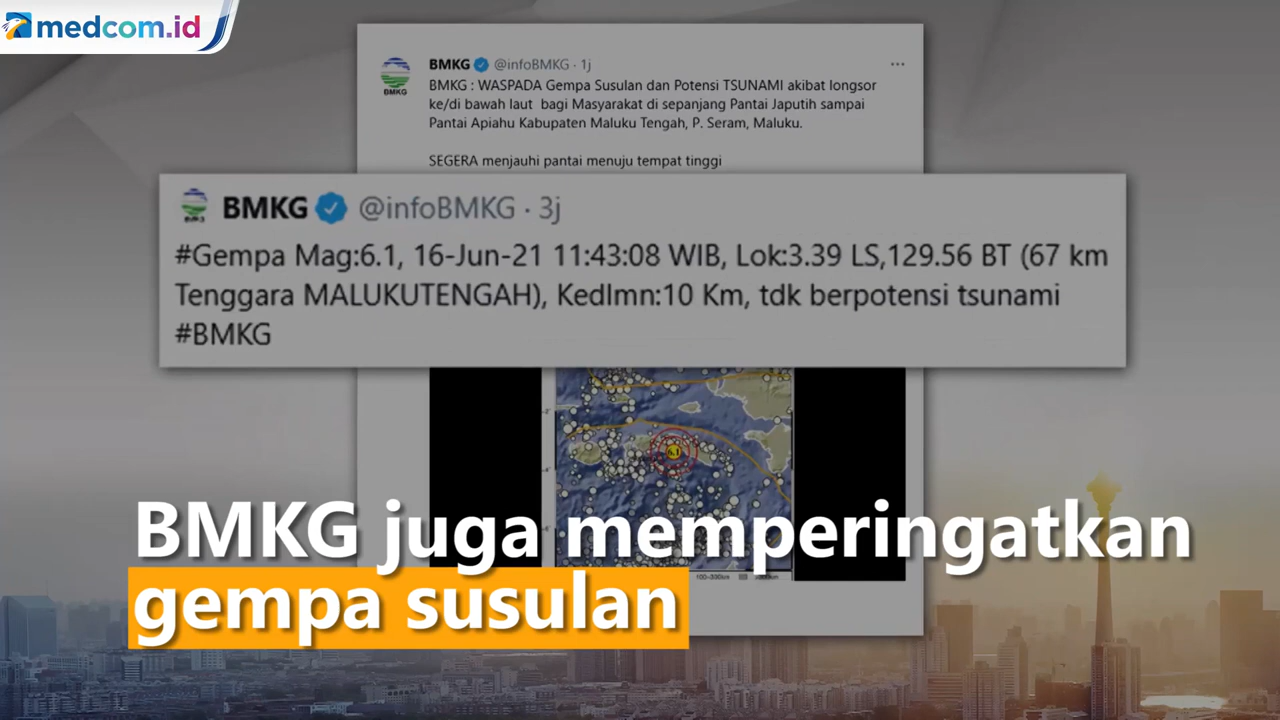 medcom.id
BMKG @infoBMKG · 1j
BMKG : WASPADA Gempa Susulan dan Potensi TSUNAMI akibat longsor
ke/di bawah laut bagi Masyarakat di sepanjang Pantai Japutih sampai
Pantai Apiahu Kabupaten Maluku Tengah, P. Seram, Maluku.
SEGERA menjauhi pantai menuju tempat tinggi
BMKG @infoBMKG · 3j
#Gempa Mag:6.1, 16-Jun-21 11:43:08 WIB, Lok:3.39 LS,129.56 BT (67 km
Tenggara MALUKUTENGAH), Kedlmn:10 Km, tdk berpotensi tsunami
#BMKG
BMKG juga memperingatkan
gempa susulan